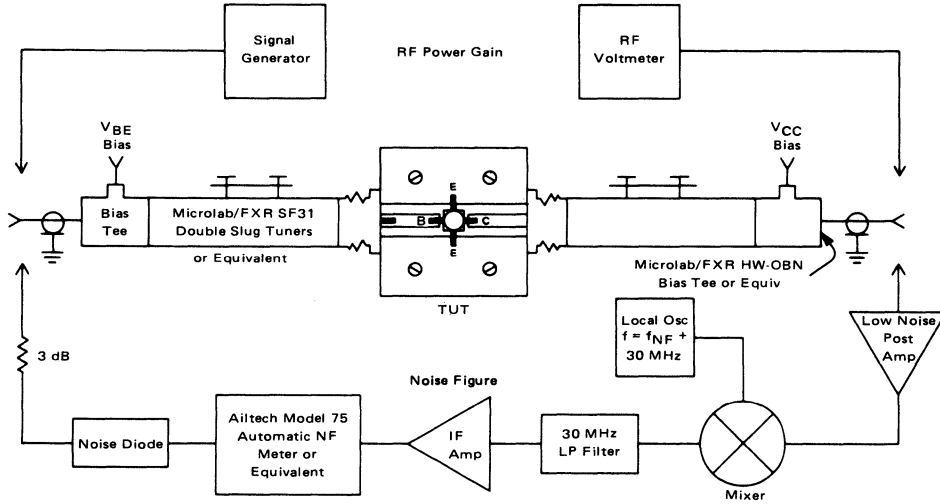 Signal
Generator
RF Power Gain
RF
Voltmeter
VBE
Bias
VCC
Bias
Bias
Tee
Microlab/FXR SF31
Double Slug Tuners
or Equivalent
E
B
C
E
TUT
Microlab/FXR HW-OBN
Bias Tee or Equiv
3 dB
Local Osc
f = fNF +
30 MHz
Low Noise
Post
Amp
Noise Figure
Noise Diode
Ailtech Model 75
Automatic NF
Meter or
Equivalent
IF
Amp
30 MHz
LP Filter
Mixer